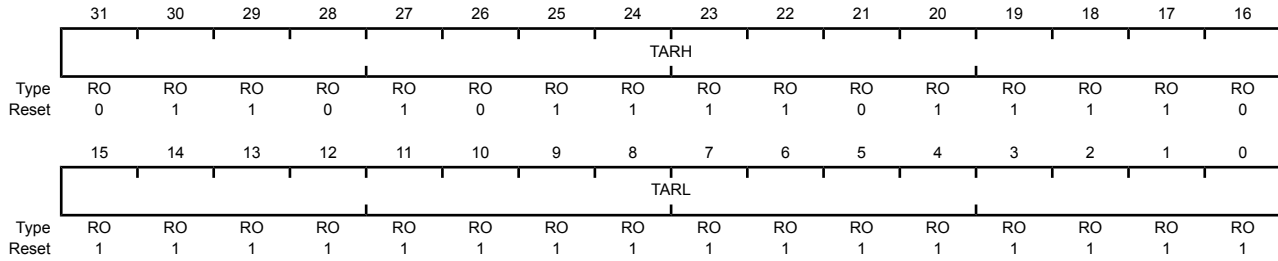 31 30 29 28 27 26 25 24 23 22 21 20 19 18 17 16
TARH
Type RO RO RO RO RO RO RO RO RO RO RO RO RO RO RO RO
Reset 0 1 1 0 1 0 1 1 1 1 0 1 1 1 1 0
15 14 13 12 11 10 9 8 7 6 5 4 3 2 1 0
TARL
Type RO RO RO RO RO RO RO RO RO RO RO RO RO RO RO RO
Reset 1 1 1 1 1 1 1 1 1 1 1 1 1 1 1 1